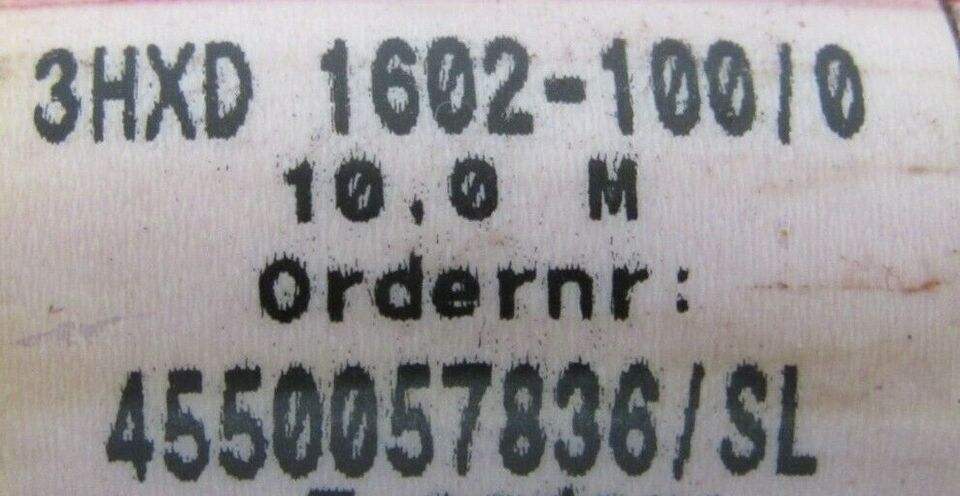 3HXD 1602-100/0
10,0 M
Ordernr:
4550057836/SL